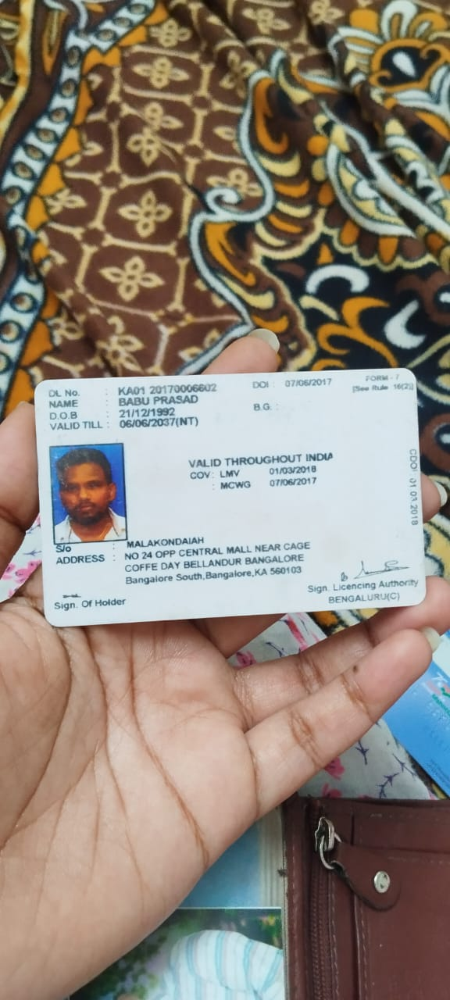 DL No. : KA01 20170006602 DOI : 07/06/2017 FORM - 7
NAME : BABU PRASAD [See Rule 16(2)]
D.O.B : 21/12/1992 B.G. :
VALID TILL : 06/06/2037(NT)
VALID THROUGHOUT INDIA
COV: LMV 01/03/2018
: MCWG 07/06/2017
CDOI: 01 03 2018
S/o : MALAKONDAIAH
ADDRESS : NO 24 OPP CENTRAL MALL NEAR CAGE
COFFE DAY BELLANDUR BANGALORE
Bangalore South,Bangalore,KA 560103
Sign. Of Holder
Sign. Licencing Authority
BENGALURU(C)